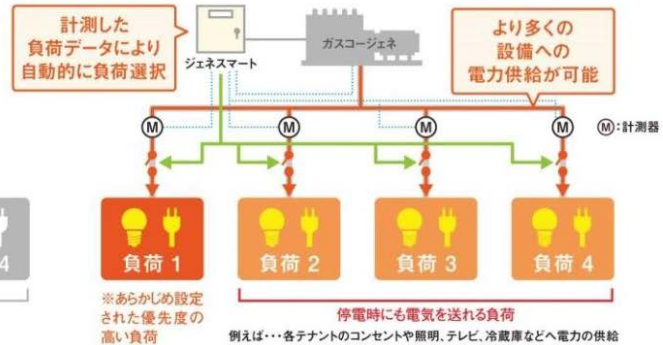 計測した
負荷データにより
自動的に負荷選択
ジェネスマート
ガスコージェネ
より多くの
設備への
電力供給が可能
M
M
M
M
M:計測器
4
負荷 1
負荷 2
負荷 3
負荷 4
※あらかじめ設定
された優先度の
高い負荷
停電時にも電気を送れる負荷
例えば・・・各テナントのコンセントや照明、テレビ、冷蔵庫などへ電力の供給